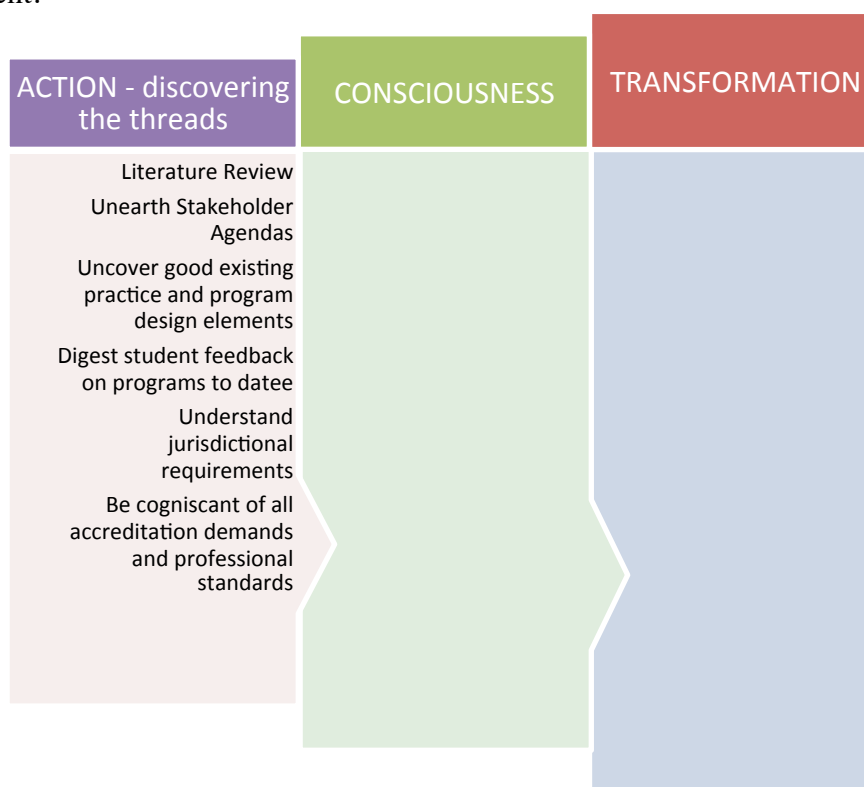 ent:
ACTION - discovering
the threads
CONSCIOUSNESS
TRANSFORMATION
Literature Review
Unearth Stakeholder
Agendas
Uncover good existing
practice and program
design elements
Digest student feedback
on programs to datee
Understand
jurisdictional
requirements
Be cogniscant of all
accreditation demands
and professional
standards